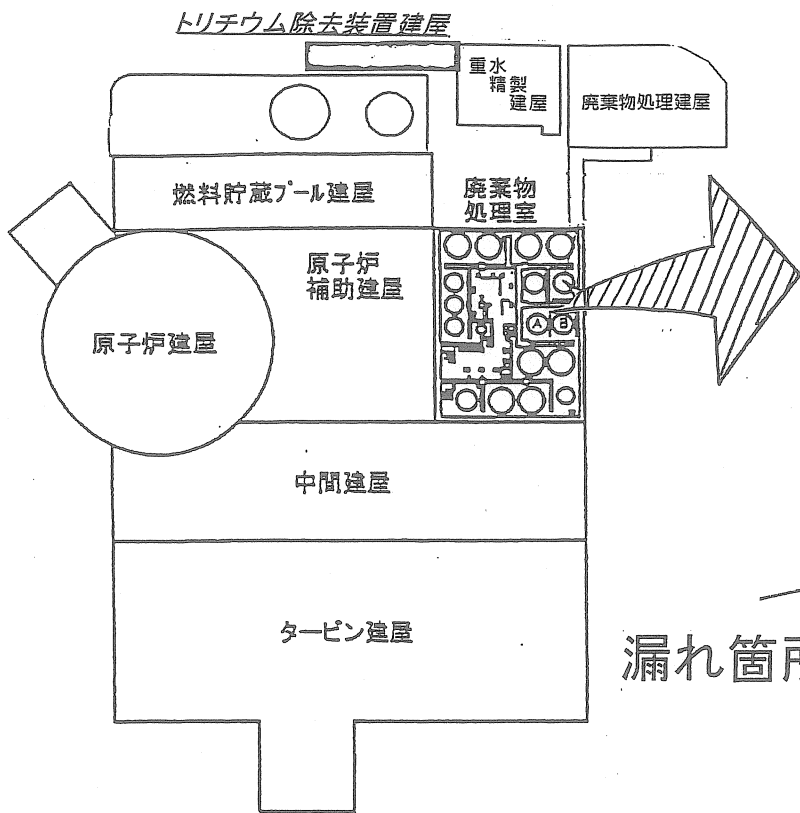 トリチウム除去装置建屋
重水
精製
建屋
廃棄物処理建屋
燃料貯蔵プール建屋
廃棄物
処理室
原子炉
補助建屋
原子炉建屋
A B
中間建屋
タービン建屋
漏れ箇所